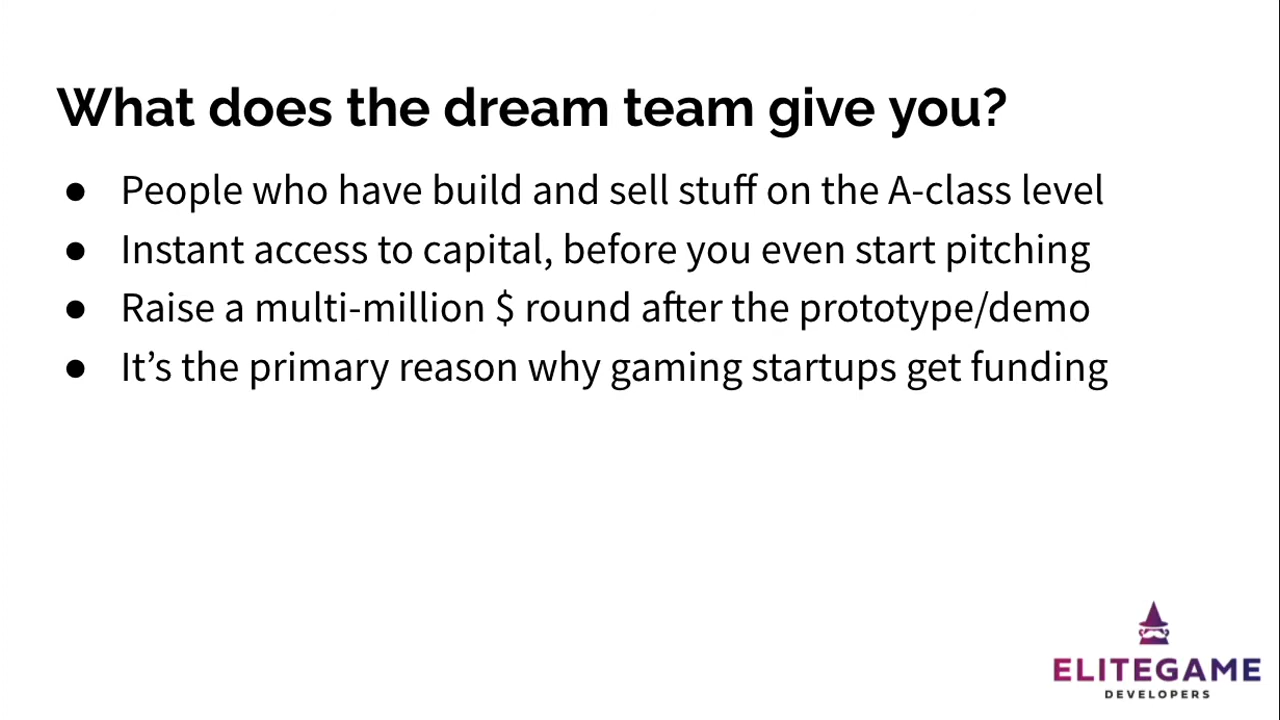 What does the dream team give you?
● People who have build and sell stuff on the A-class level
● Instant access to capital, before you even start pitching
● Raise a multi-million $ round after the prototype/demo
● It’s the primary reason why gaming startups get funding
ELITEGAME
DEVELOPERS